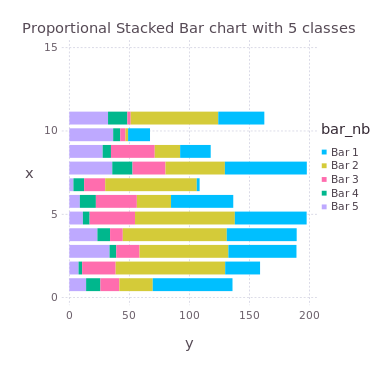 Proportional Stacked Bar chart with 5 classes
15
10
x
5
0
0
50
100
150
200
y
bar_nb
Bar 1
Bar 2
Bar 3
Bar 4
Bar 5